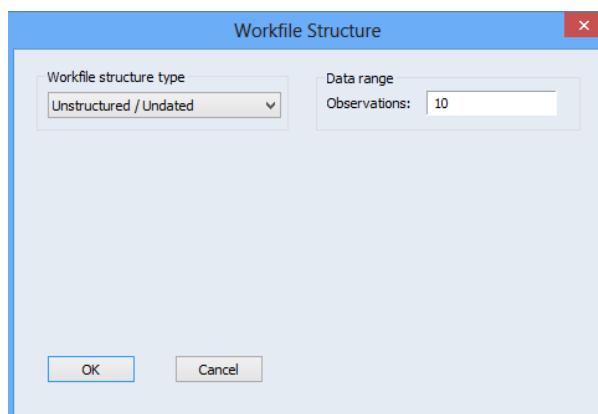 Workfile Structure
Workfile structure type
Unstructured / Undated
Data range
Observations: 10
OK
Cancel